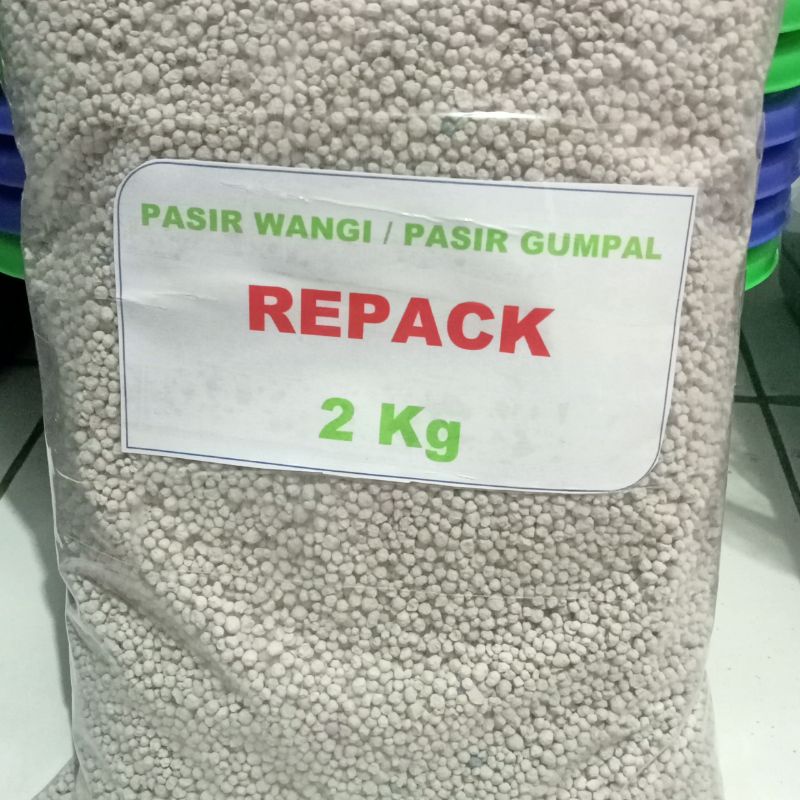 PASIR WANGI / PASIR GUMPAL
REPACK
2 Kg